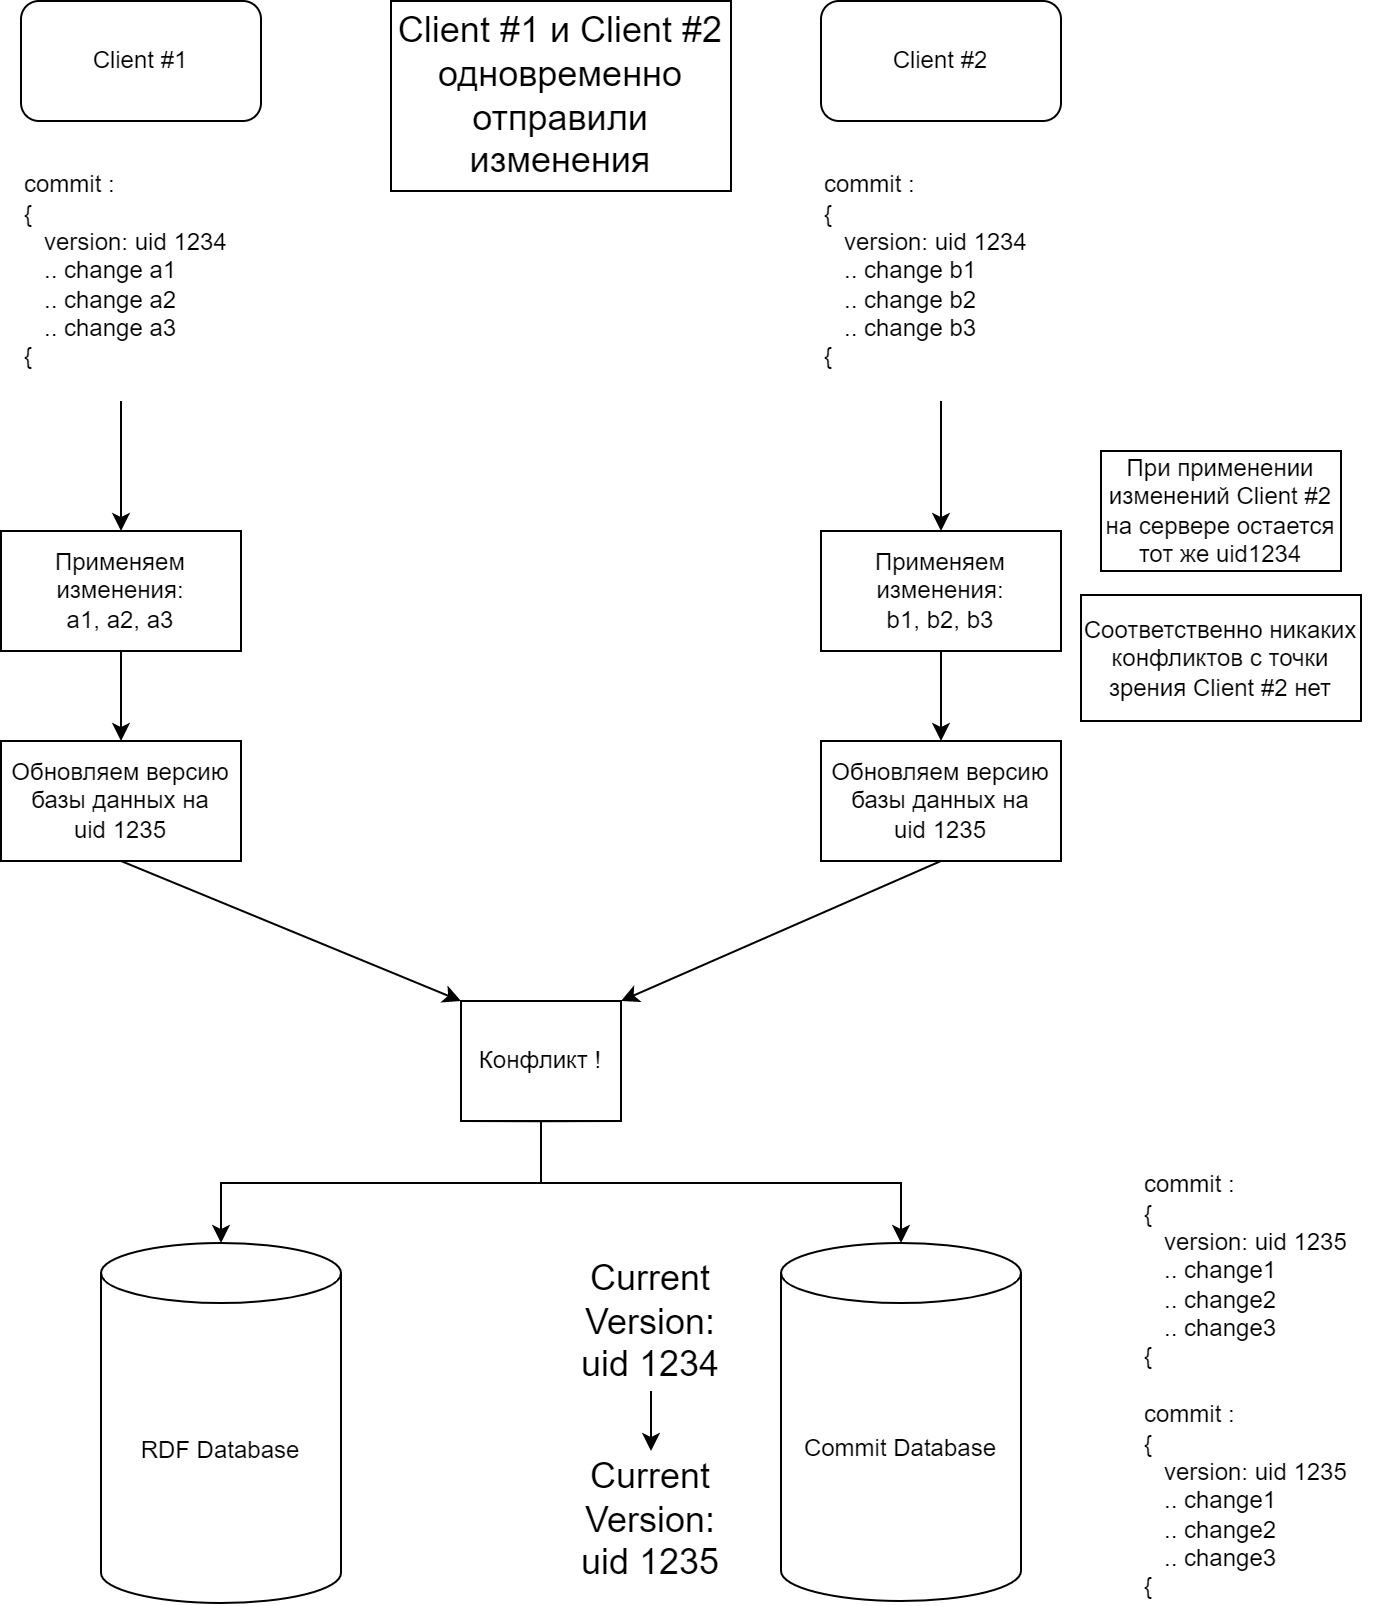 Client #1
Client #1 и Client #2
одновременно
отправили
изменения
Client #2
commit :
{
version: uid 1234
.. change a1
.. change a2
.. change a3
{
commit :
{
version: uid 1234
.. change b1
.. change b2
.. change b3
{
Применяем
изменения:
a1, a2, a3
Применяем
изменения:
b1, b2, b3
При применении
изменений Client #2
на сервере остается
тот же uid1234
Соответственно никаких
конфликтов с точки
зрения Client #2 нет
Обновляем версию
базы данных на
uid 1235
Обновляем версию
базы данных на
uid 1235
Конфликт !
RDF Database
Current
Version:
uid 1234
Current
Version:
uid 1235
Commit Database
commit :
{
version: uid 1235
.. change1
.. change2
.. change3
{
commit :
{
version: uid 1235
.. change1
.. change2
.. change3
{